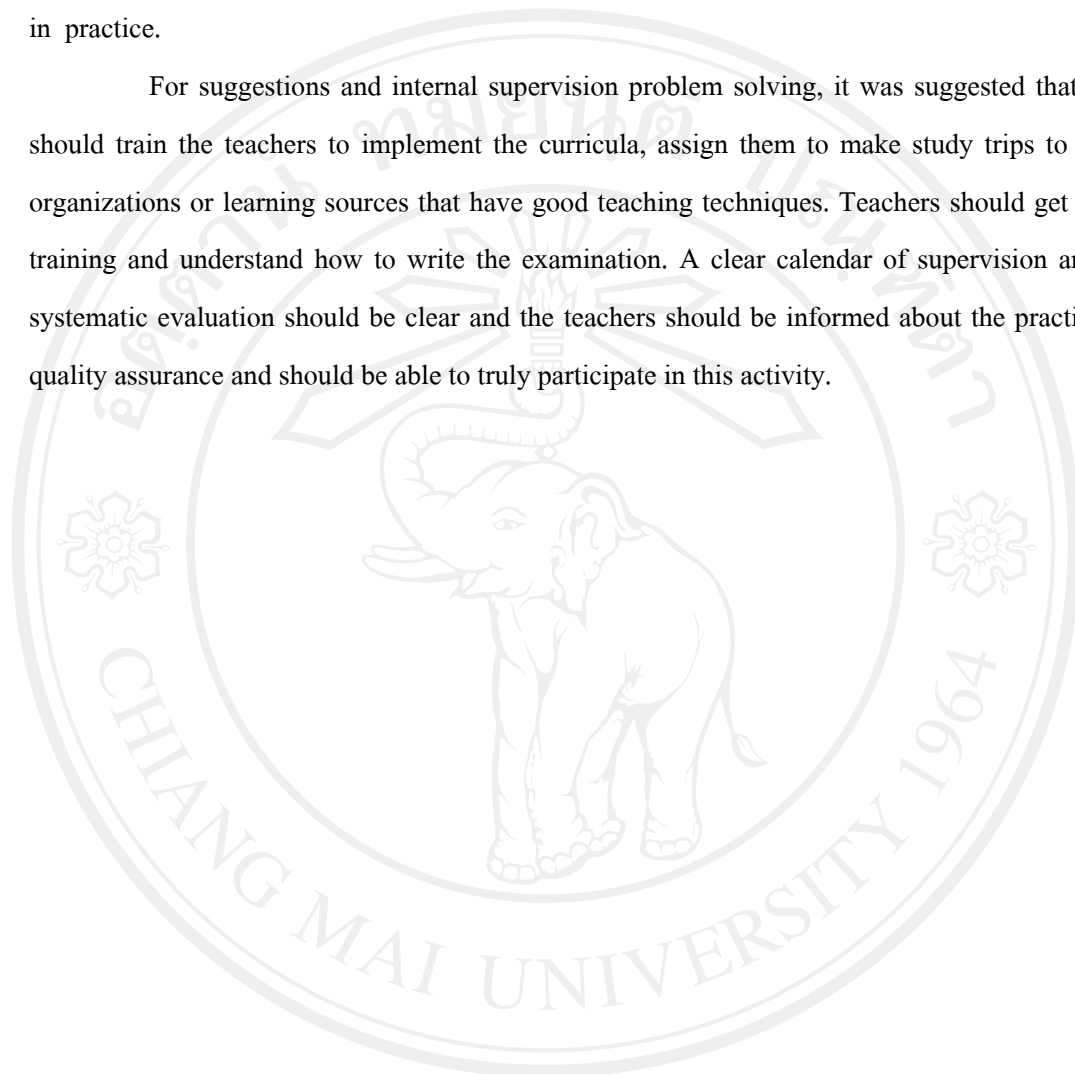 in practice.
For suggestions and internal supervision problem solving, it was suggested that
should train the teachers to implement the curricula, assign them to make study trips to
organizations or learning sources that have good teaching techniques. Teachers should get
training and understand how to write the examination. A clear calendar of supervision
systematic evaluation should be clear and the teachers should be informed about the
quality assurance and should be able to truly participate in this activity.
CHIANG MAI UNIVERSITY 1964